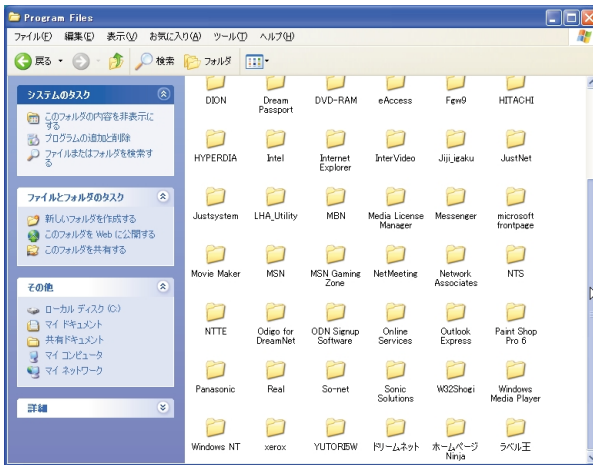 Program Files
ファイル(F) 編集(E) 表示(V) お気に入り(A) ツール(T) ヘルプ(H)
戻る 検索 フォルダ
システムのタスク
このフォルダの内容を非表示に
する
プログラムの追加と削除
ファイルまたはフォルダを検索す
る
ファイルとフォルダのタスク
新しいフォルダを作成する
このフォルダを Web に公開する
このフォルダを共有する
その他
ローカル ディスク (C:)
マイ ドキュメント
共有ドキュメント
マイ コンピュータ
マイ ネットワーク
詳細
DION Dream DVD-RAM eAccess Fgw9 HITACHI
Passport
HYPERDIA Intel Internet InterVideo Jiji_igaku JustNet
Explorer
Justsystem LHA_Utility MBN Media License Messenger microsoft
Manager frontpage
Movie Maker MSN MSN Gaming NetMeeting Network NTS
Zone Associates
NTTE Odigo for ODN Signup Online Outlook Paint Shop
DreamNet Software Services Express Pro 6
Panasonic Real So-net Sonic W32Shogi Windows
Solutions Media Player
Windows NT xerox ドリームネット ホームページ ラベル王
Ninja